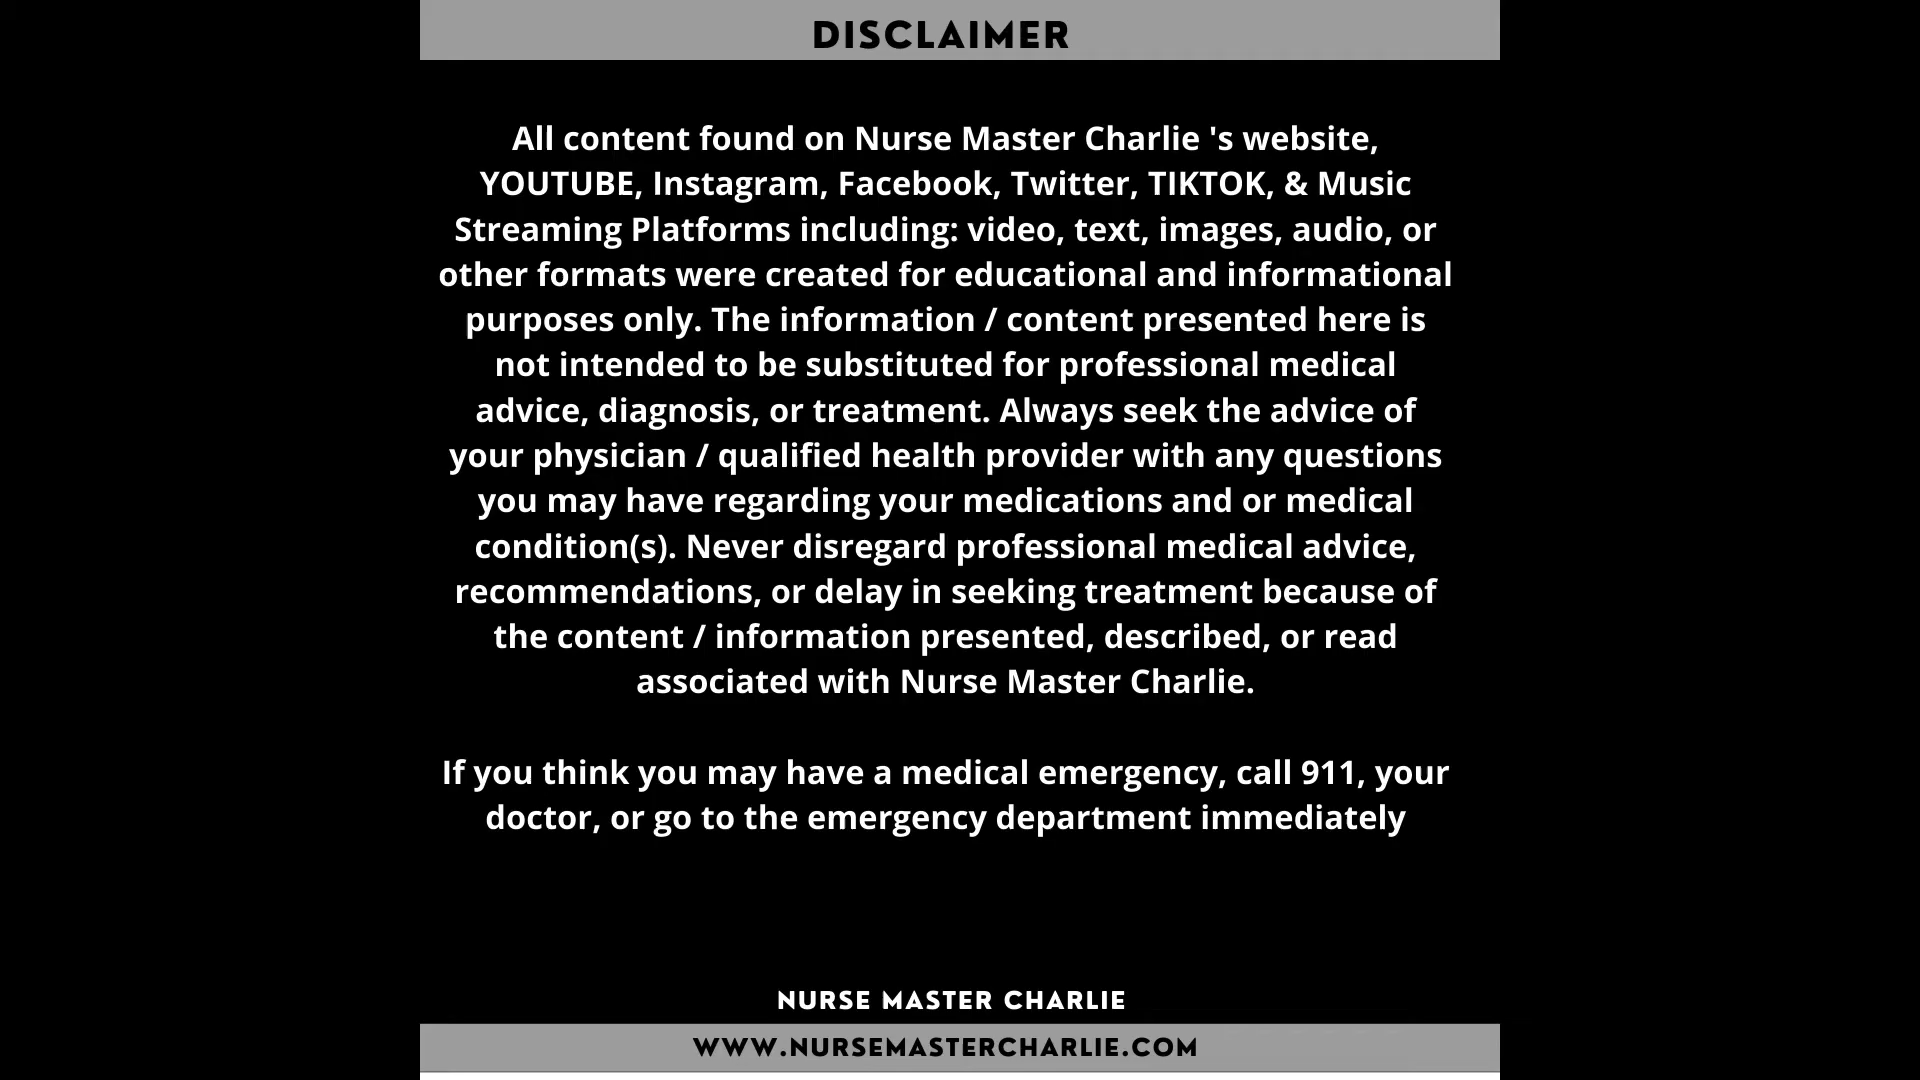 DISCLAIMER
All content found on Nurse Master Charlie 's website,
YOUTUBE, Instagram, Facebook, Twitter, TIKTOK, & Music
Streaming Platforms including: video, text, images, audio, or
other formats were created for educational and informational
purposes only. The information / content presented here is
not intended to be substituted for professional medical
advice, diagnosis, or treatment. Always seek the advice of
your physician / qualified health provider with any questions
you may have regarding your medications and or medical
condition(s). Never disregard professional medical advice,
recommendations, or delay in seeking treatment because of
the content / information presented, described, or read
associated with Nurse Master Charlie.
If you think you may have a medical emergency, call 911, your
doctor, or go to the emergency department immediately
NURSE MASTER CHARLIE
WWW.NURSEMASTERCHARLIE.COM